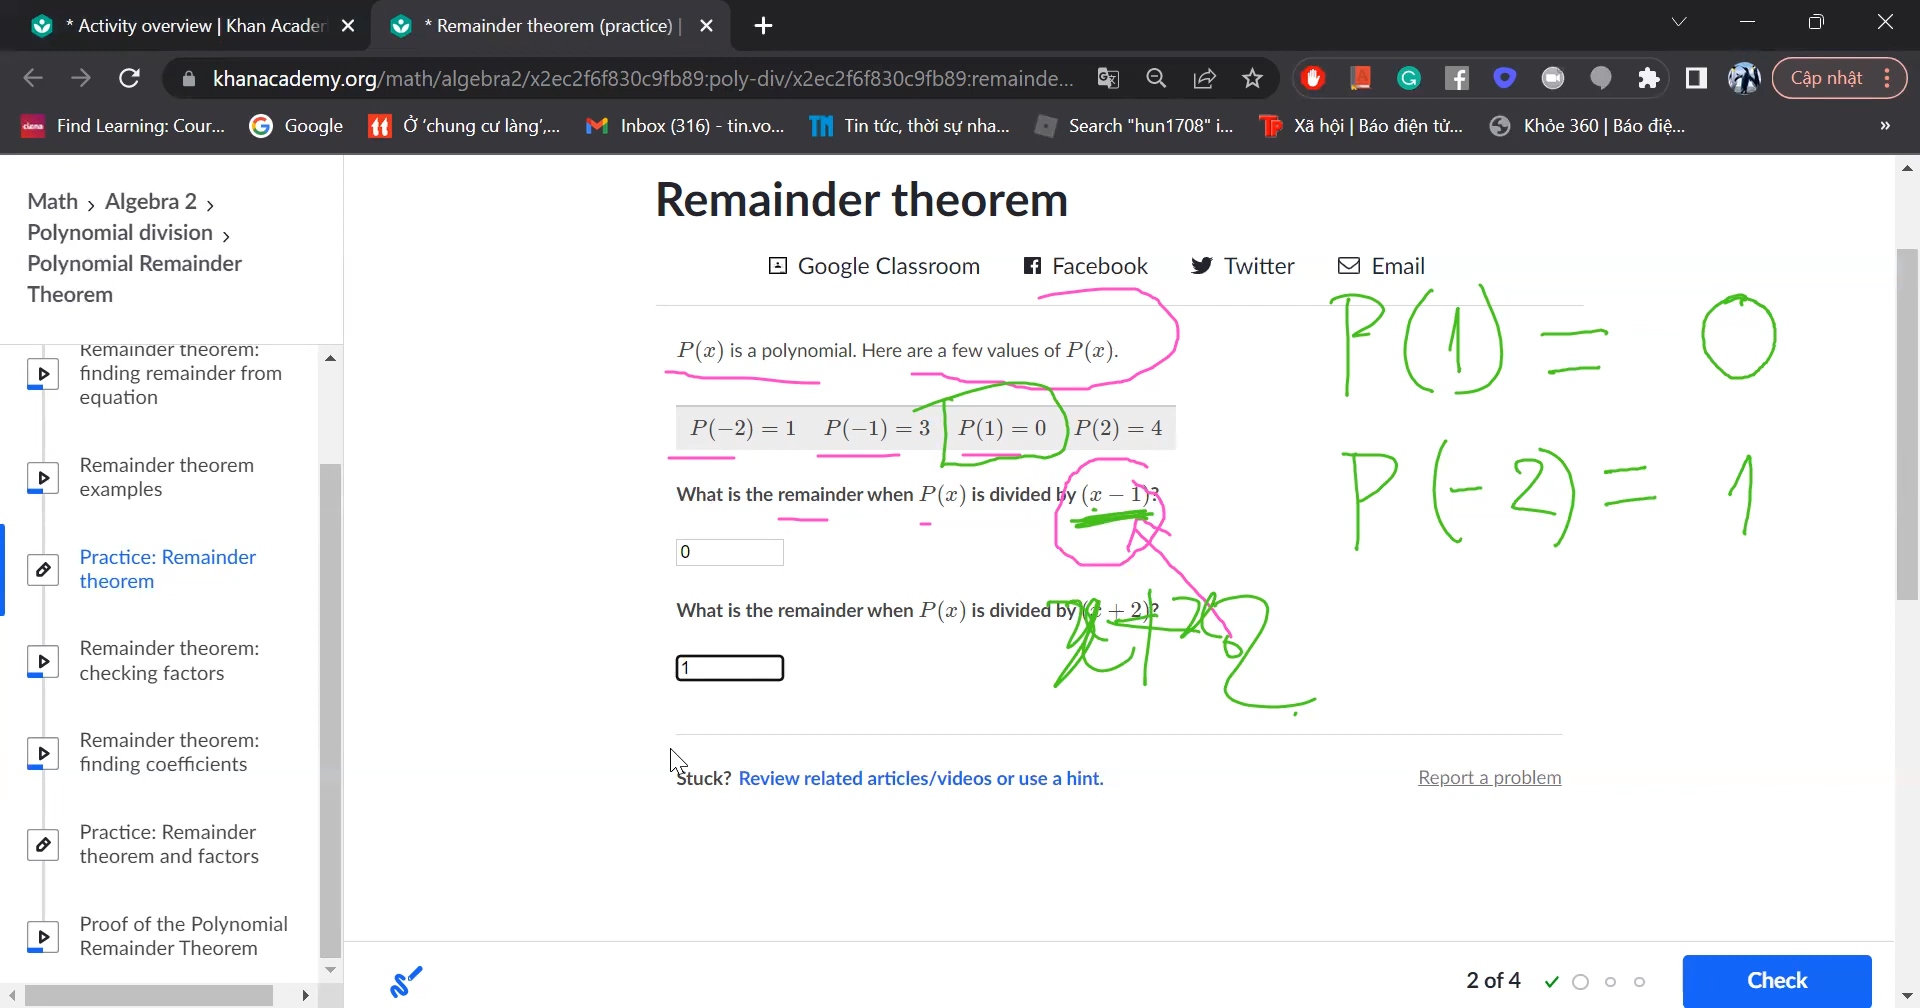 * Activity overview | Khan Acader
* Remainder theorem (practice) |
khanacademy.org/math/algebra2/x2ec2f6f830c9fb89:poly-div/x2ec2f6f830c9fb89:remainde...
Cập nhật
ciena Find Learning: Cour...
Google
Ở 'chung cư làng',...
Inbox (316) - tin.vo...
TN Tin tức, thời sự nha...
Search "hun1708" i...
TP Xã hội | Báo điện tử...
Khỏe 360 | Báo điệ...
»
Math > Algebra 2 >
Polynomial division >
Polynomial Remainder
Theorem
Remainder theorem:
finding remainder from
equation
Remainder theorem
examples
Practice: Remainder
theorem
Remainder theorem:
checking factors
Remainder theorem:
finding coefficients
Practice: Remainder
theorem and factors
Proof of the Polynomial
Remainder Theorem
Remainder theorem
Google Classroom Facebook Twitter Email
P(x) is a polynomial. Here are a few values of P(x).
P(−2) = 1 P(−1) = 3 P(1) = 0 P(2) = 4
What is the remainder when P(x) is divided by (x − 1)?
0
What is the remainder when P(x) is divided by (x + 2)?
1
P(1) = 0
P(-2) = 1
Stuck? Review related articles/videos or use a hint.
Report a problem
2 of 4
Check